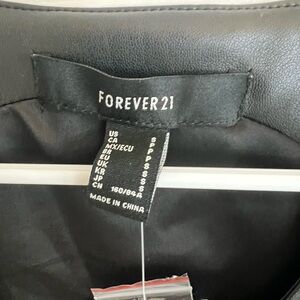 FOREVER 21
US S
CA P
MX/ECU P
BR P
EU S
UK S
KR S
JP S
CN 160/84A
MADE IN CHINA